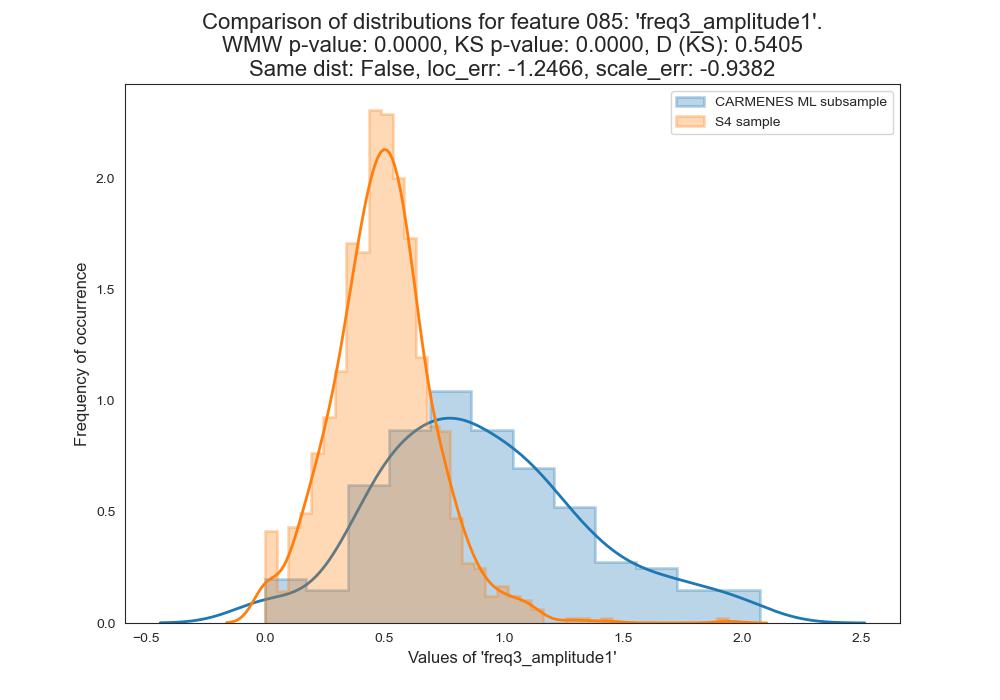 Comparison of distributions for feature 085: 'freq3_amplitude1'.
WMW p-value: 0.0000, KS p-value: 0.0000, D (KS): 0.5405
Same dist: False, loc_err: -1.2466, scale_err: -0.9382
CARMENES ML subsample
S4 sample
Frequency of occurrence
2.0
1.5
1.0
0.5
0.0
−0.5 0.0 0.5 1.0 1.5 2.0 2.5
Values of 'freq3_amplitude1'